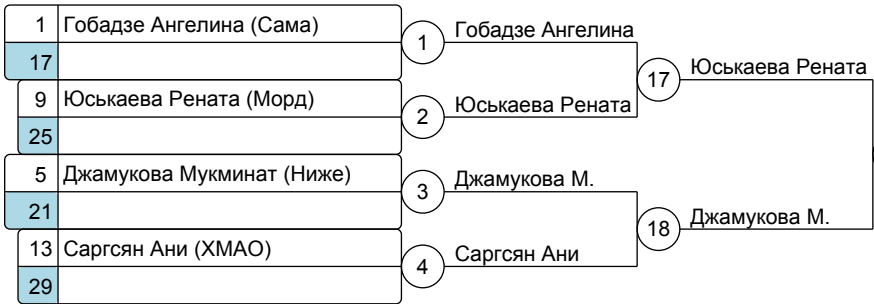 1 Гобадзе Ангелина (Сама)
17
1 Гобадзе Ангелина
9 Юськаева Рената (Морд)
25
2 Юськаева Рената
17 Юськаева Рената
5 Джамукова Мукминат (Ниже)
21
3 Джамукова М.
13 Саргсян Ани (ХМАО)
29
4 Саргсян Ани
18 Джамукова М.